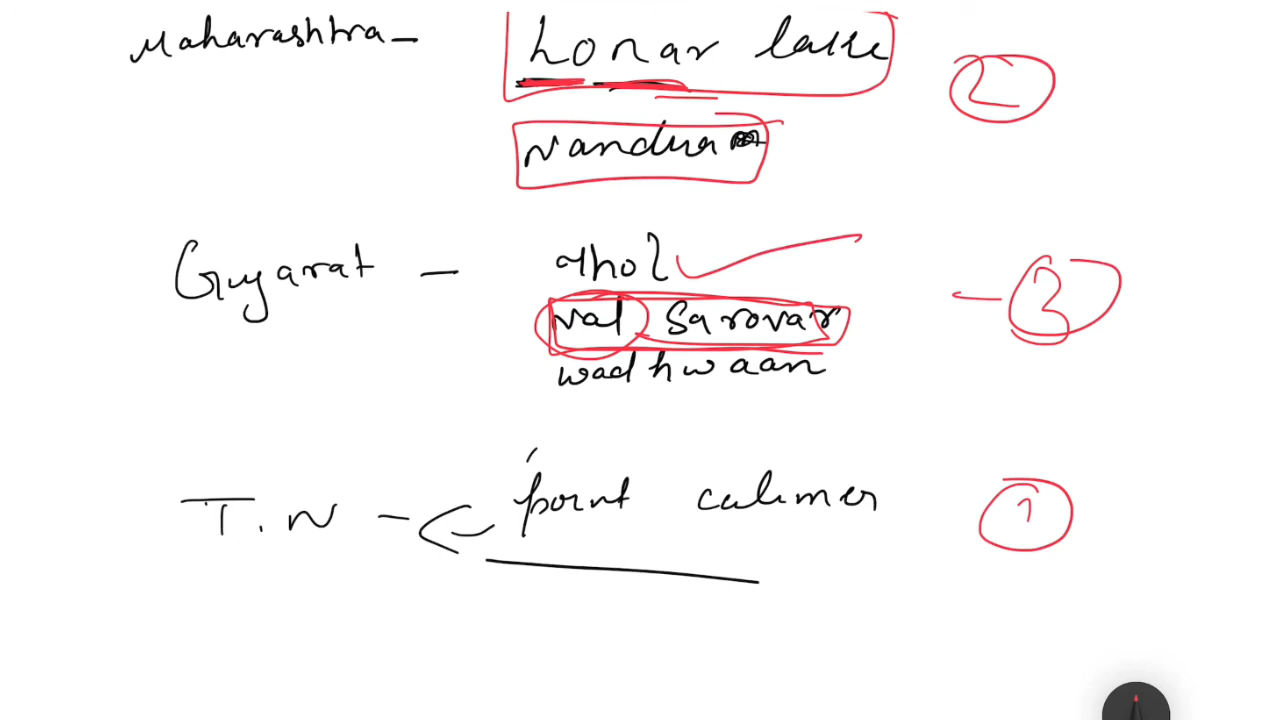 Maharashtra - Lonar lake 2
Nandur
Gujarat - Thol - 3
Nal Sarovar
wadhwaan
T.N - point calimer 1